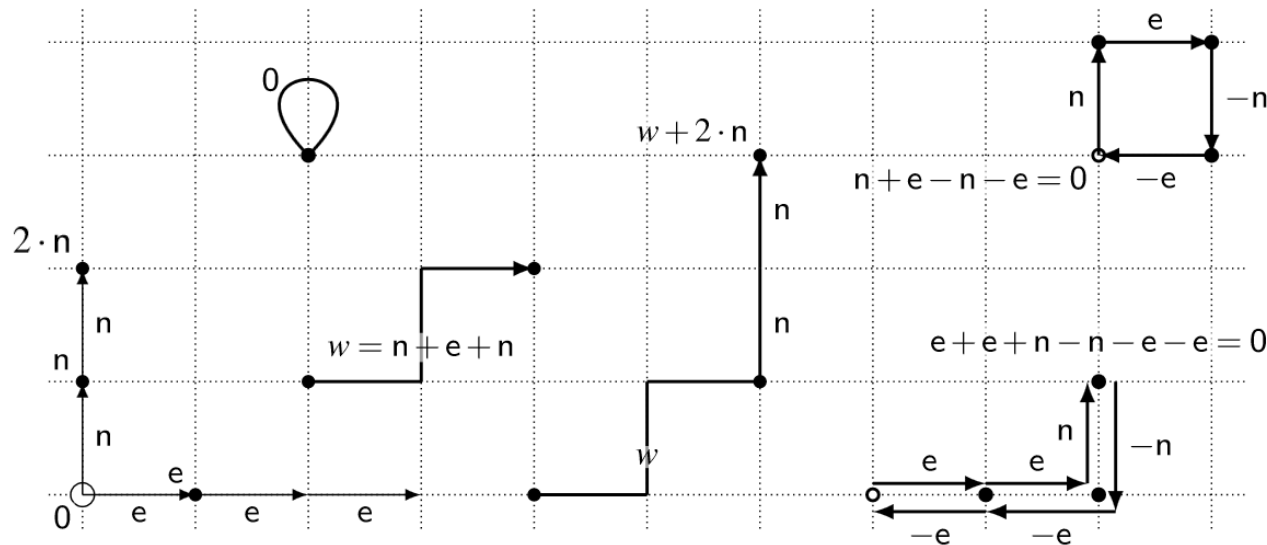 e
0
n
-n
w + 2 · n
n + e − n − e = 0
−e
n
2 · n
n
n
w = n + e + n
n
e + e + n − n − e − e = 0
n
w
n
−n
e
e
e
0
e
e
e
−e
−e